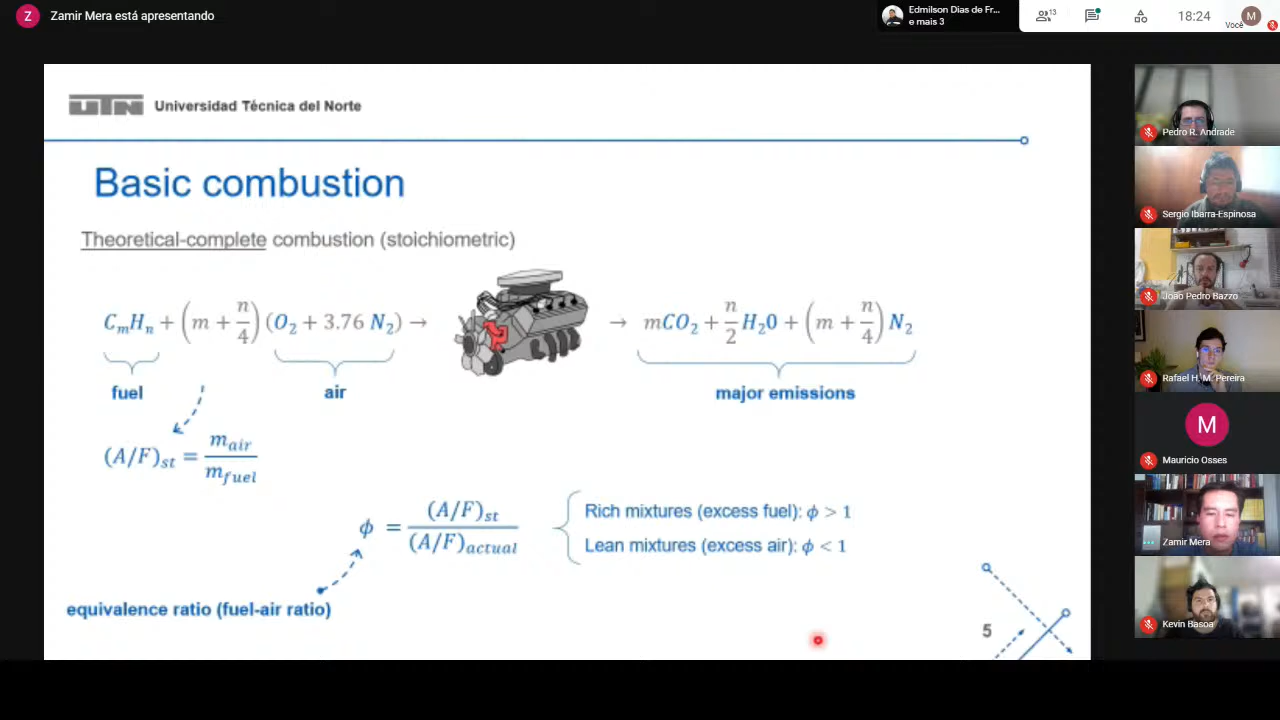 Z Zamir Mera está apresentando
Edmilson Dias de Fr...
e mais 3
13
18:24
M
Você
UTN Universidad Técnica del Norte
Basic combustion
Theoretical-complete combustion (stoichiometric)
CₘHₙ + (m + n/4) (O₂ + 3.76 N₂) → → mCO₂ + n/2 H₂0 + (m + n/4) N₂
fuel air major emissions
(A/F)st = mair / mfuel
ϕ = (A/F)st / (A/F)actual
Rich mixtures (excess fuel): ϕ > 1
Lean mixtures (excess air): ϕ < 1
equivalence ratio (fuel-air ratio)
5
Pedro R. Andrade
Sergio Ibarra-Espinosa
João Pedro Bazzo
Rafael H. M. Pereira
M
Mauricio Osses
Zamir Mera
Kevin Basoa